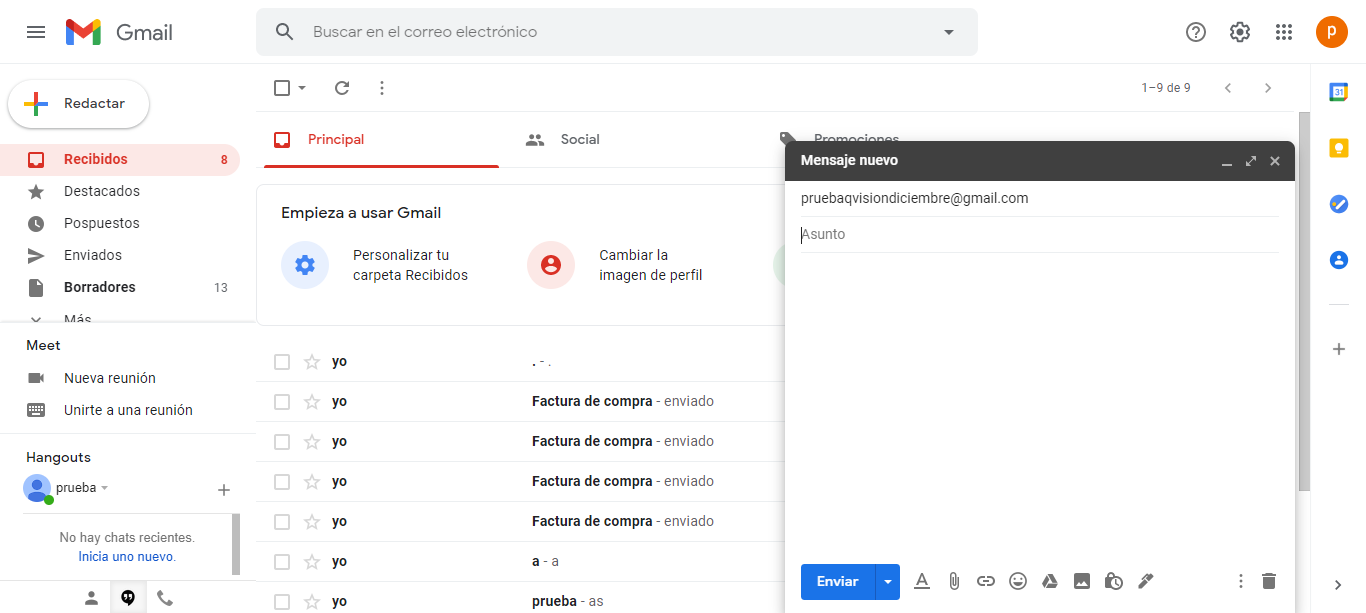 Gmail
Buscar en el correo electrónico
p
Redactar
1–9 de 9
31
Principal
Social
Promociones
Recibidos 8
Destacados
Pospuestos
Enviados
Borradores 13
Más
Meet
Nueva reunión
Unirte a una reunión
Hangouts
prueba
No hay chats recientes.
Inicia uno nuevo.
Empieza a usar Gmail
Personalizar tu
carpeta Recibidos
Cambiar la
imagen de perfil
yo . - .
yo Factura de compra - enviado
yo Factura de compra - enviado
yo Factura de compra - enviado
yo Factura de compra - enviado
yo a - a
yo prueba - as
Mensaje nuevo
pruebaqvisiondiciembre@gmail.com
Asunto
Enviar